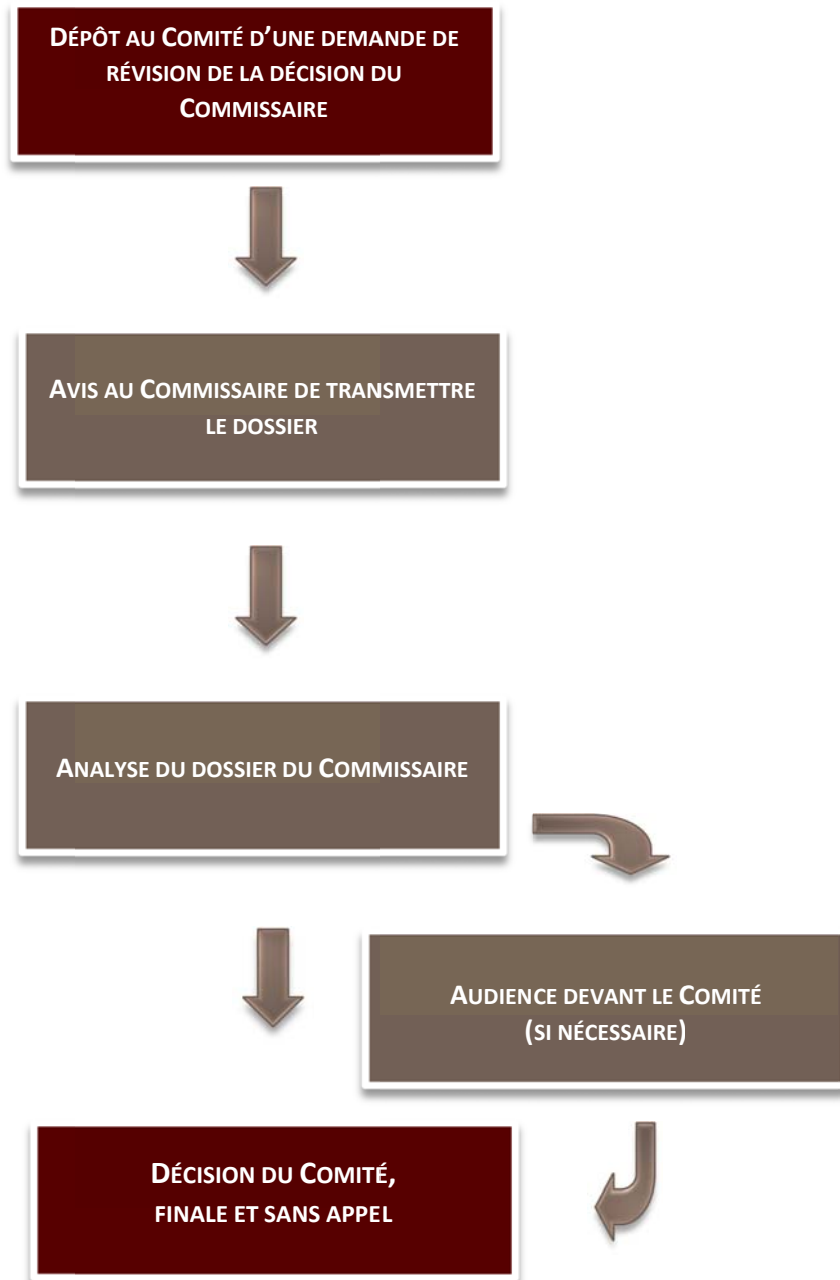 DÉPÔT AU COMITÉ D’UNE DEMANDE DE
RÉVISION DE LA DÉCISION DU
COMMISSAIRE
AVIS AU COMMISSAIRE DE TRANSMETTRE
LE DOSSIER
ANALYSE DU DOSSIER DU COMMISSAIRE
AUDIENCE DEVANT LE COMITÉ
(SI NÉCESSAIRE)
DÉCISION DU COMITÉ,
FINALE ET SANS APPEL